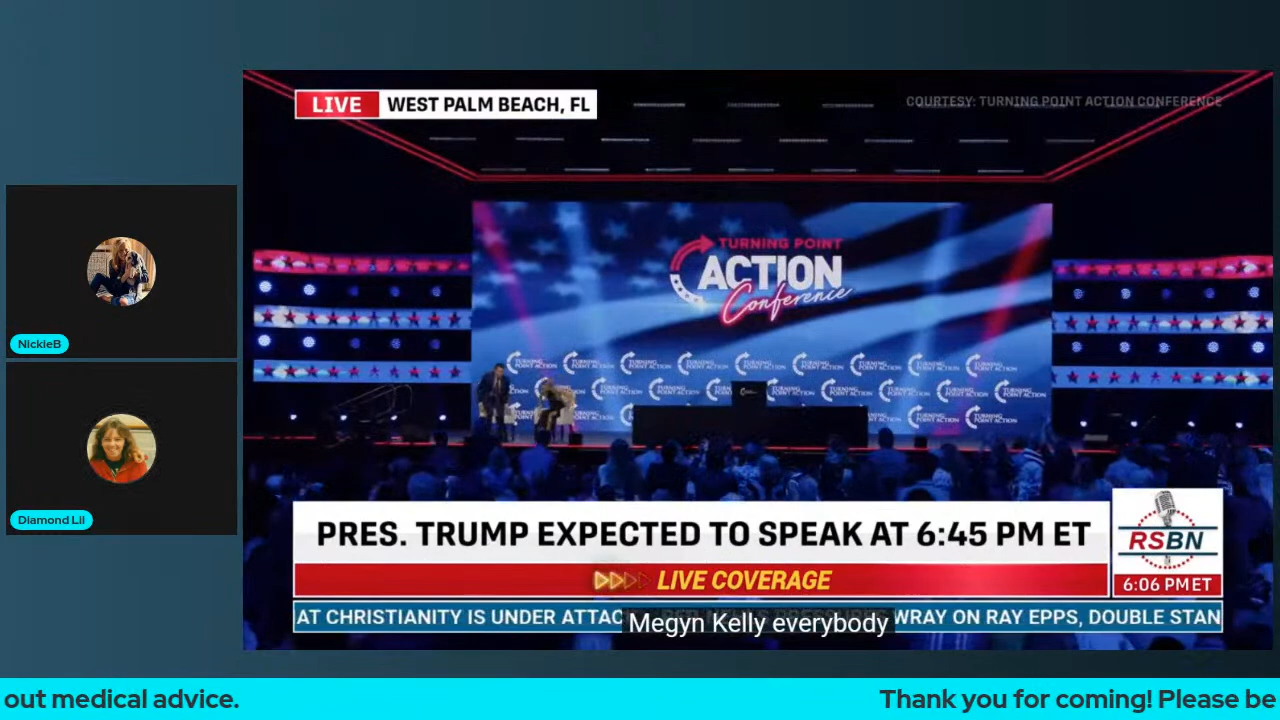 LIVE WEST PALM BEACH, FL
COURTESY: TURNING POINT ACTION CONFERENCE
TURNING POINT
ACTION
Conference
NickieB
Diamond Lil
PRES. TRUMP EXPECTED TO SPEAK AT 6:45 PM ET
LIVE COVERAGE
RSBN
6:06 PM ET
AT CHRISTIANITY IS UNDER ATTAC
WRAY ON RAY EPPS, DOUBLE STAN
Megyn Kelly everybody
out medical advice.
Thank you for coming! Please be